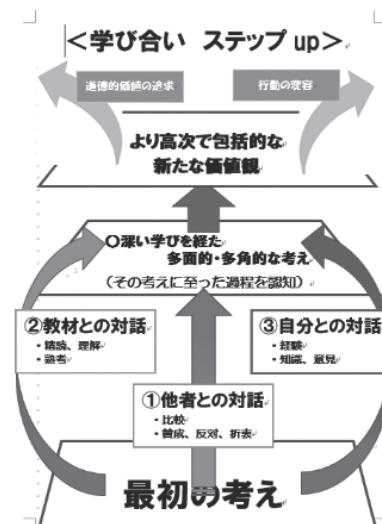 <学び合い ステップup>
道徳的価値の追求
行動の変容
より高次で包括的な
新たな価値観
○深い学びを経た
多面的・多角的な考え
(その考えに至った過程を認知)
②教材との対話
・精読、理解
・熟考
③自分との対話
・経験
・知識、意見
①他者との対話
・比較
・賛成、反対、折衷
最初の考え